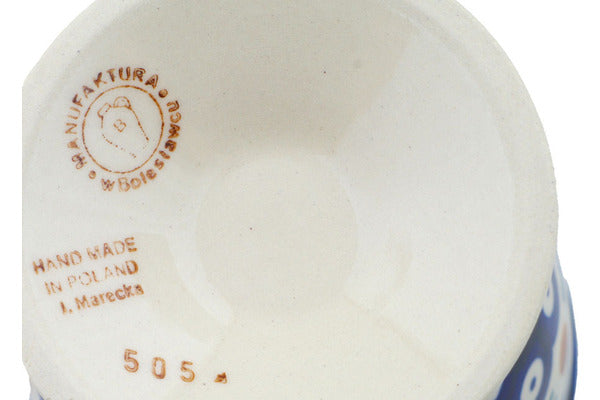 MANUFAKTURA
w Bolesławcu
B
HAND MADE
IN POLAND
I. Marecka
505